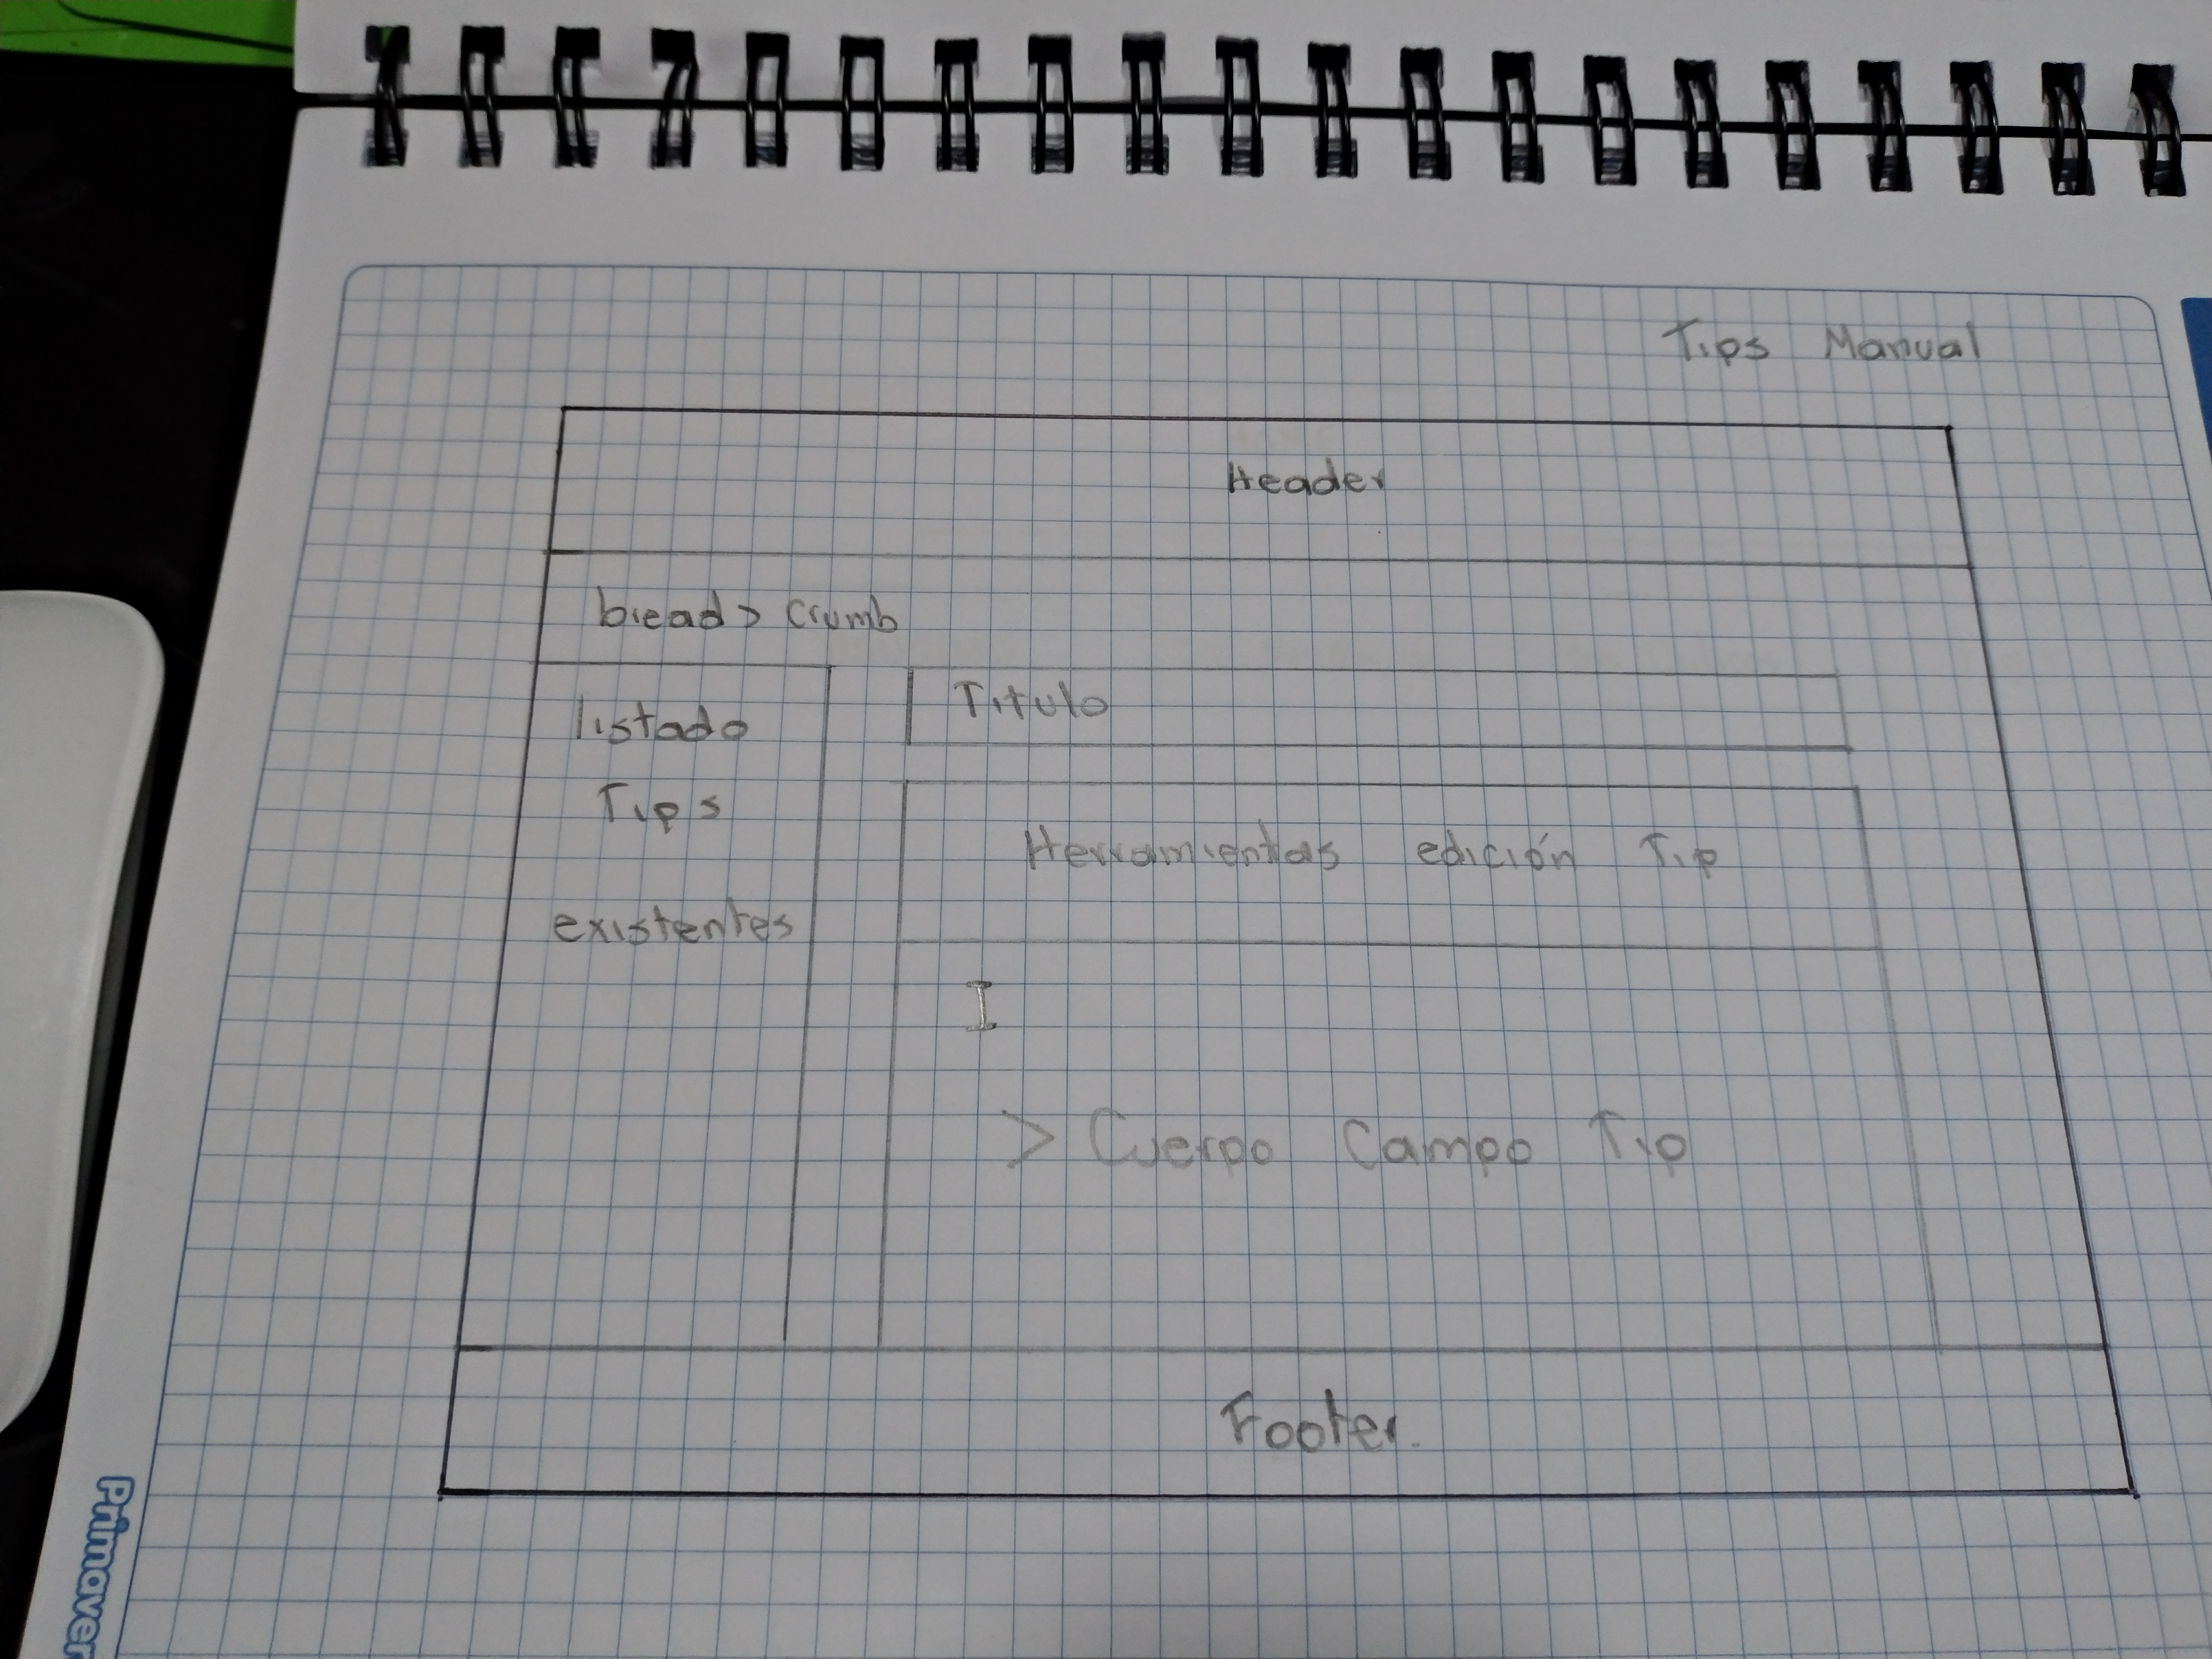 Tips Manual
Header
bread > crumb
Titulo
listado
Tips
existentes
Herramientas edición Tip
I
> Cuerpo Campo Tip
Footer.
Primaver